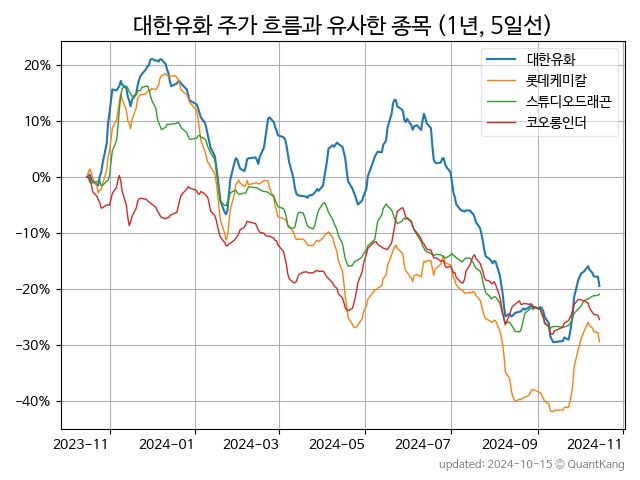 대한유화 주가 흐름과 유사한 종목 (1년, 5일선)
대한유화
롯데케미칼
스튜디오드래곤
코오롱인더
20%
10%
0%
−10%
−20%
−30%
−40%
2023-11 2024-01 2024-03 2024-05 2024-07 2024-09 2024-11
updated: 2024-10-15 © QuantKang